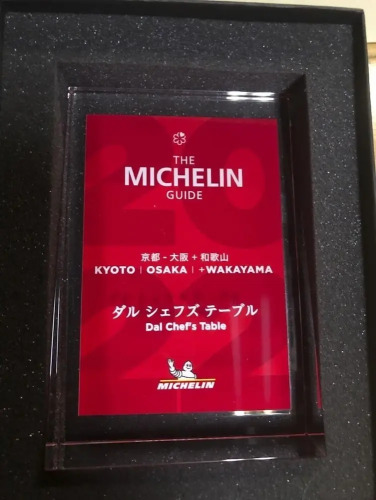 2022
THE
MICHELIN
GUIDE
京都 - 大阪 + 和歌山
KYOTO | OSAKA | +WAKAYAMA
ダル シェフズ テーブル
Dal Chef's Table
MICHELIN